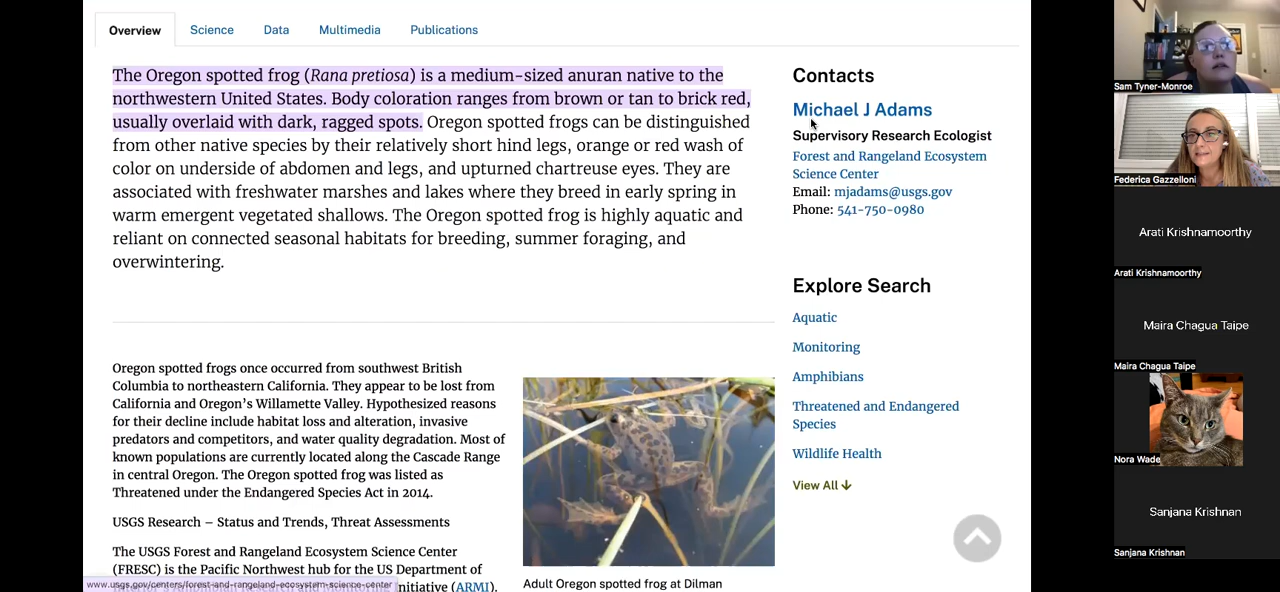 Overview
Science
Data
Multimedia
Publications
The Oregon spotted frog (Rana pretiosa) is a medium-sized anuran native to the
northwestern United States. Body coloration ranges from brown or tan to brick red,
usually overlaid with dark, ragged spots. Oregon spotted frogs can be distinguished
from other native species by their relatively short hind legs, orange or red wash of
color on underside of abdomen and legs, and upturned chartreuse eyes. They are
associated with freshwater marshes and lakes where they breed in early spring in
warm emergent vegetated shallows. The Oregon spotted frog is highly aquatic and
reliant on connected seasonal habitats for breeding, summer foraging, and
overwintering.
Oregon spotted frogs once occurred from southwest British
Columbia to northeastern California. They appear to be lost from
California and Oregon's Willamette Valley. Hypothesized reasons
for their decline include habitat loss and alteration, invasive
predators and competitors, and water quality degradation. Most of
known populations are currently located along the Cascade Range
in central Oregon. The Oregon spotted frog was listed as
Threatened under the Endangered Species Act in 2014.
USGS Research – Status and Trends, Threat Assessments
The USGS Forest and Rangeland Ecosystem Science Center
(FRESC) is the Pacific Northwest hub for the US Department of
nitiative (ARMI).
www.usgs.gov/centers/forest-and-rangeland-ecosystem-science-center
Adult Oregon spotted frog at Dilman
Contacts
Michael J Adams
Supervisory Research Ecologist
Forest and Rangeland Ecosystem
Science Center
Email: mjadams@usgs.gov
Phone: 541-750-0980
Explore Search
Aquatic
Monitoring
Amphibians
Threatened and Endangered
Species
Wildlife Health
View All
Sam Tyner-Monroe
Federica Gazzelloni
Arati Krishnamoorthy
Arati Krishnamoorthy
Maira Chagua Taipe
Maira Chagua Taipe
Nora Wade
Sanjana Krishnan
Sanjana Krishnan